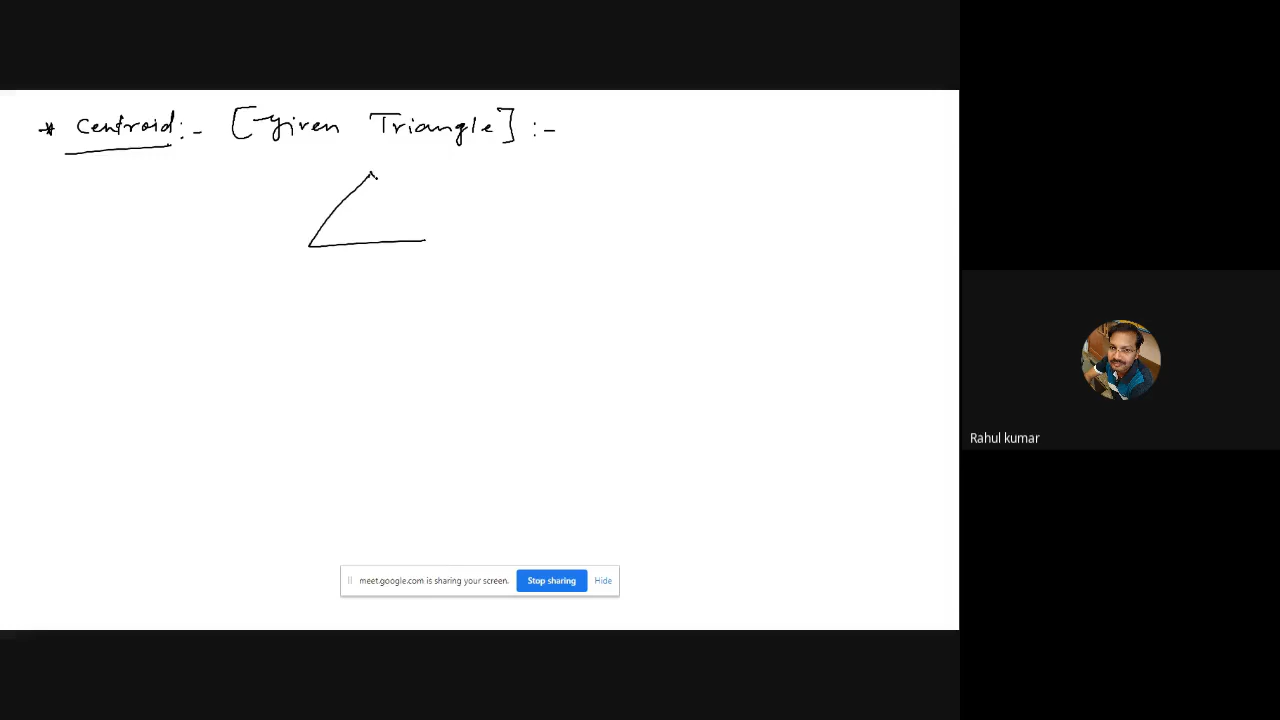 * Centroid :- [Given Triangle] :-
meet.google.com is sharing your screen. Stop sharing Hide
Rahul kumar